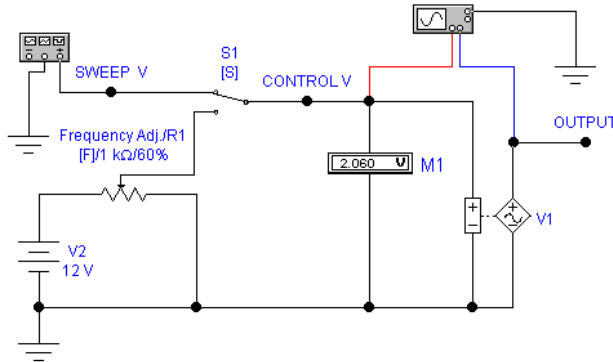 SWEEP V
S1
[S]
CONTROL V
OUTPUT
Frequency Adj./R1
[F]/1 kΩ/60%
2.060 V
M1
V1
V2
12 V